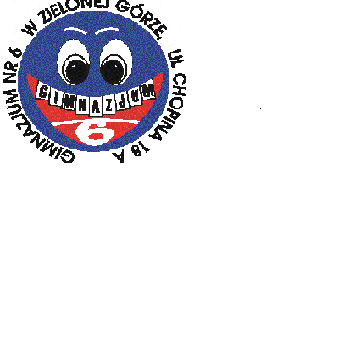 GIMNAZJUM NR 6 W ZIELONEJ GÓRZE, UL CHOPINA 18 A
GIMNAZJUM
6